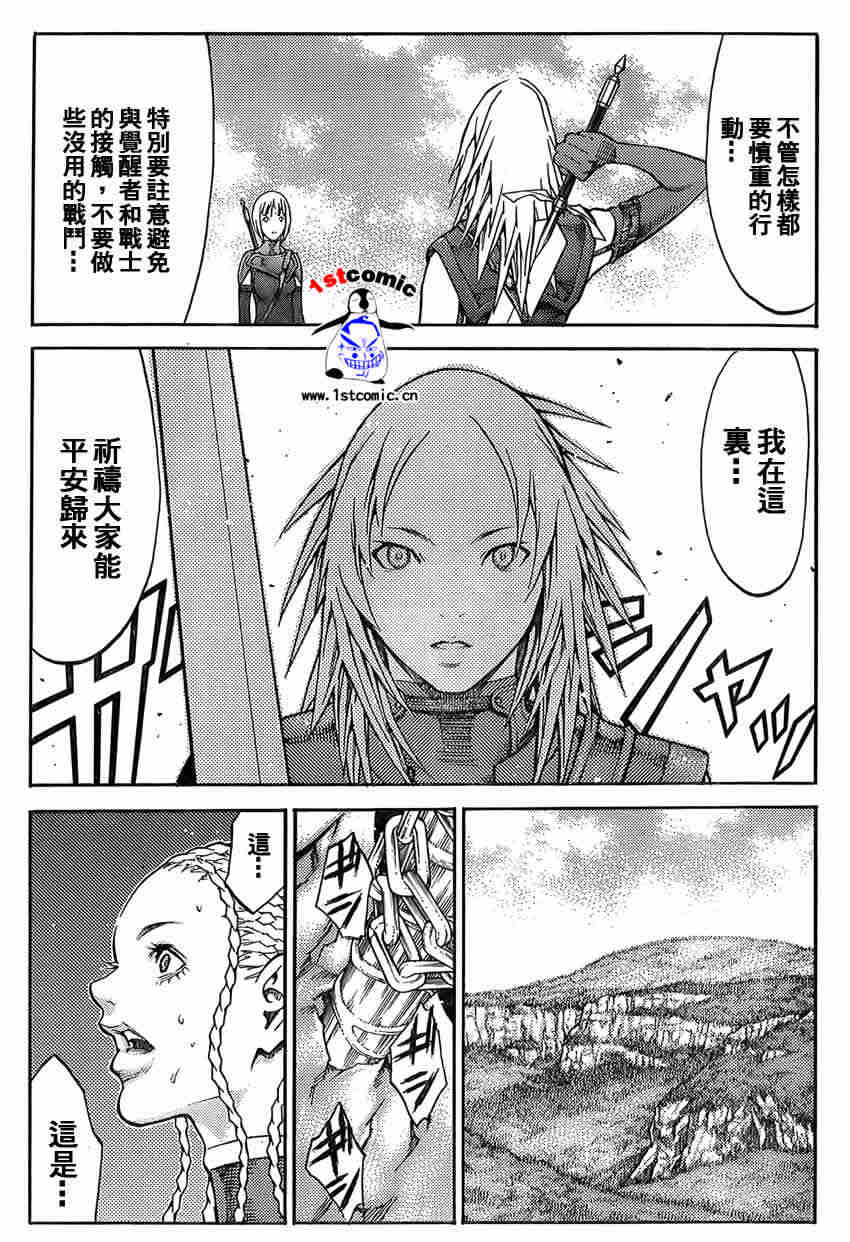 不管怎樣都
要慎重的行
動…
特別要註意避免
與覺醒者和戰士
的接觸，不要做
些沒用的戰鬥…
1stcomic
www.1stcomic.cn
我在這
裏…
祈禱大家能
平安歸來
這…
這是…